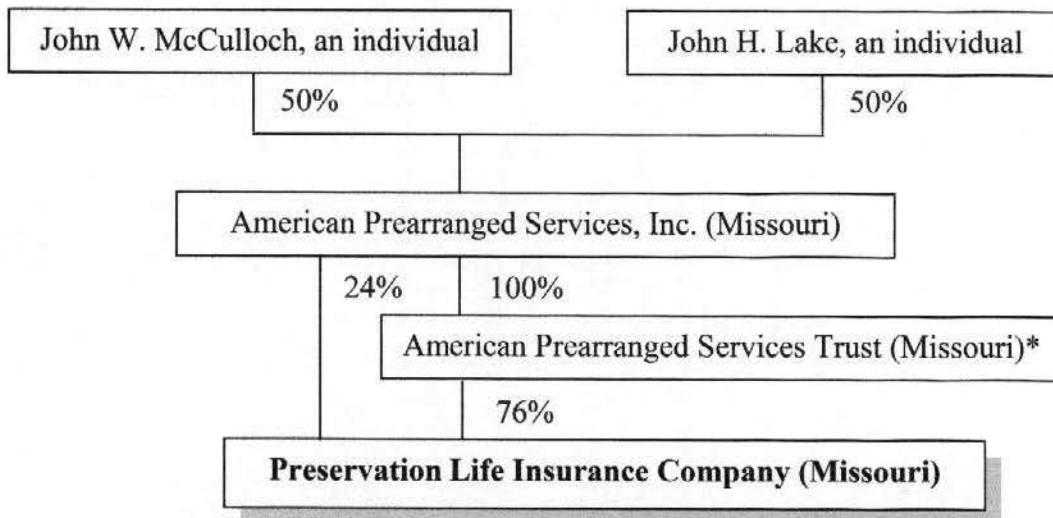 John W. McCulloch, an individual
John H. Lake, an individual
50%
50%
American Prearranged Services, Inc. (Missouri)
24%
100%
American Prearranged Services Trust (Missouri)*
76%
Preservation Life Insurance Company (Missouri)